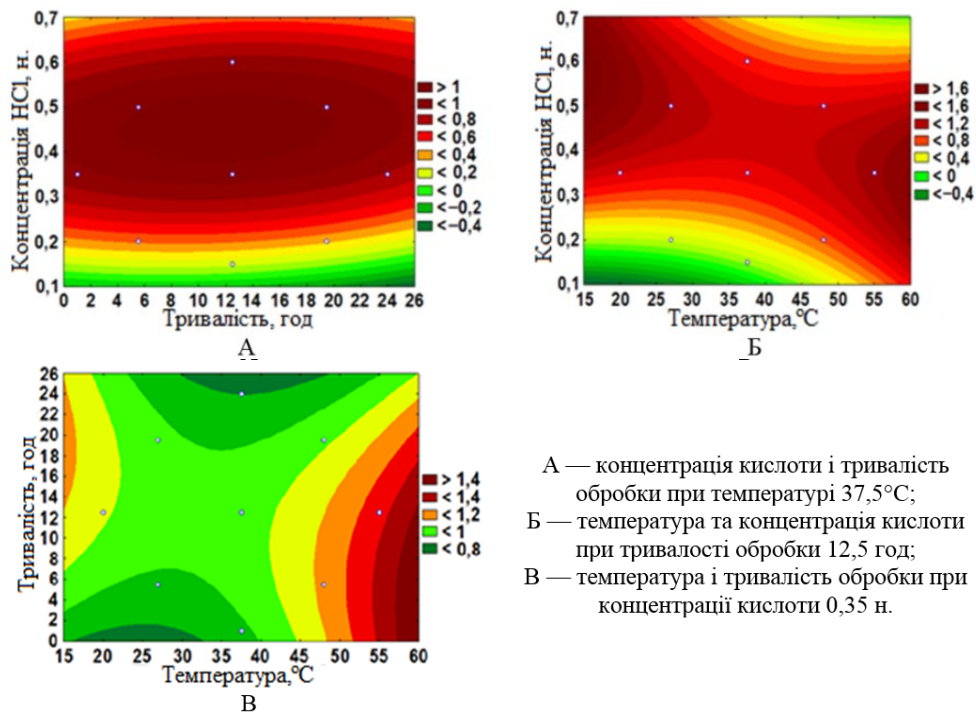 Концентрація HCl, н.
0,7
0,6
0,5
0,4
0,3
0,2
0,1
0 2 4 6 8 10 12 14 16 18 20 22 24 26
Тривалість, год
А
> 1
< 1
< 0,8
< 0,6
< 0,4
< 0,2
< 0
< −0,2
< −0,4
Концентрація HCl, н.
0,7
0,6
0,5
0,4
0,3
0,2
0,1
15 20 25 30 35 40 45 50 55 60
Температура,°С
Б
> 1,6
< 1,6
< 1,2
< 0,8
< 0,4
< 0
< −0,4
Тривалість, год
26
24
22
20
18
16
14
12
10
8
6
4
2
0
15 20 25 30 35 40 45 50 55 60
Температура,°С
В
> 1,4
< 1,4
< 1,2
< 1
< 0,8
А — концентрація кислоти і тривалість
обробки при температурі 37,5°С;
Б — температура та концентрація кислоти
при тривалості обробки 12,5 год;
В — температура і тривалість обробки при
концентрації кислоти 0,35 н.